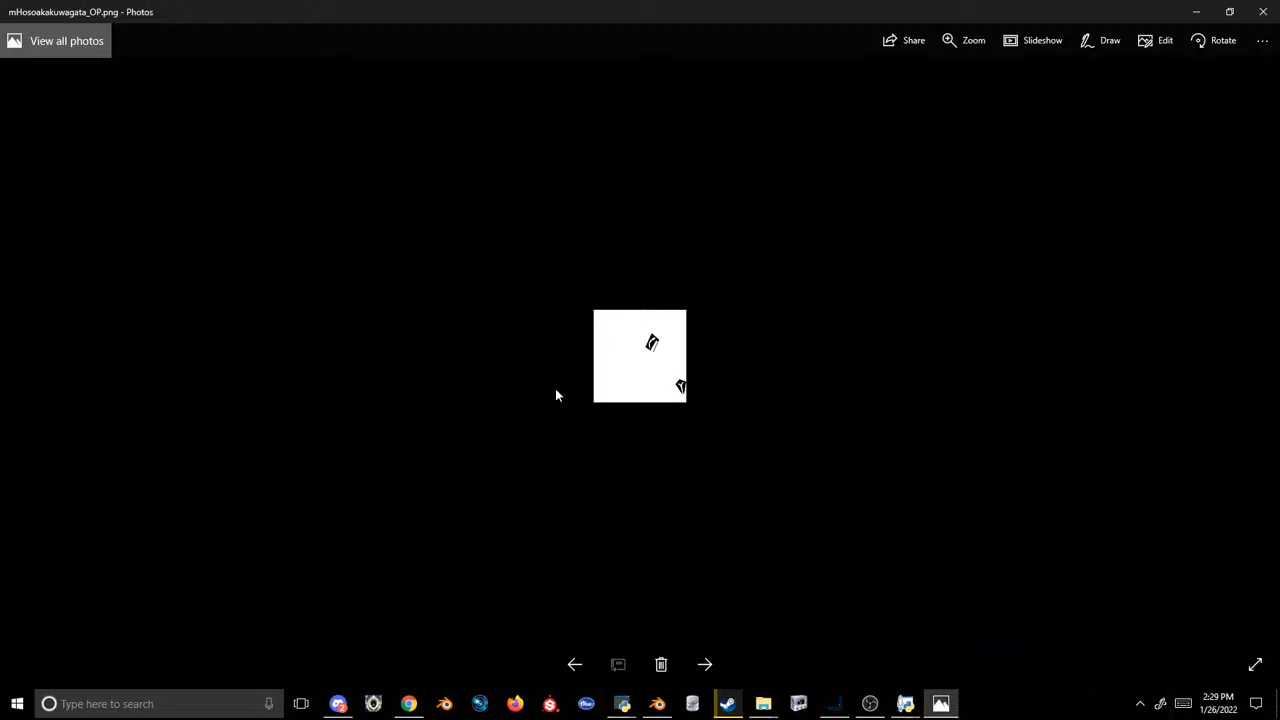 mHosoakakuwagata_OP.png - Photos
View all photos
Share
Zoom
Slideshow
Draw
Edit
Rotate
Type here to search
2:29 PM
1/26/2022